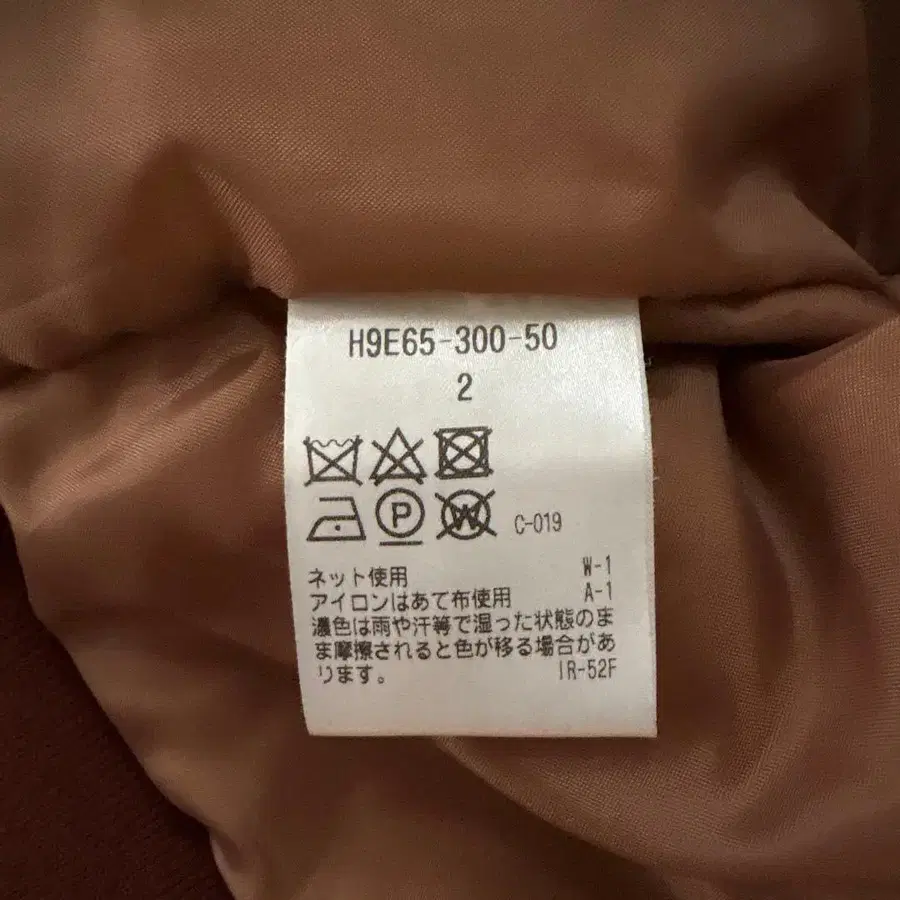 H9E65-300-50
2
P W C-019
ネット使用 W-1
アイロンはあて布使用 A-1
濃色は雨や汗等で湿った状態のま
ま摩擦されると色が移る場合があ
ります。 IR-52F